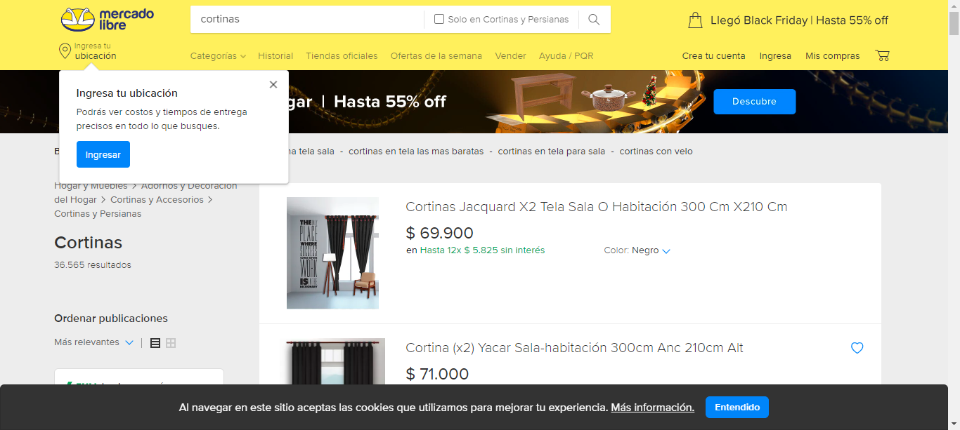 mercado
libre
cortinas
Solo en Cortinas y Persianas
Llegó Black Friday | Hasta 55% off
Ingresa tu
ubicación
Categorías
Historial
Tiendas oficiales
Ofertas de la semana
Vender
Ayuda / PQR
Crea tu cuenta
Ingresa
Mis compras
Ingresa tu ubicación
Podrás ver costos y tiempos de entrega
precisos en todo lo que busques.
Ingresar
| Hasta 55% off
Descubre
tela sala - cortinas en tela las mas baratas - cortinas en tela para sala - cortinas con velo
Hogar y Muebles > Adornos y Decoración
del Hogar > Cortinas y Accesorios >
Cortinas y Persianas
Cortinas
36.565 resultados
Ordenar publicaciones
Más relevantes
Cortinas Jacquard X2 Tela Sala O Habitación 300 Cm X210 Cm
$ 69.900
en Hasta 12x $ 5.825 sin interés
Color: Negro
Cortina (x2) Yacar Sala-habitación 300cm Anc 210cm Alt
$ 71.000
Al navegar en este sitio aceptas las cookies que utilizamos para mejorar tu experiencia. Más información.
Entendido